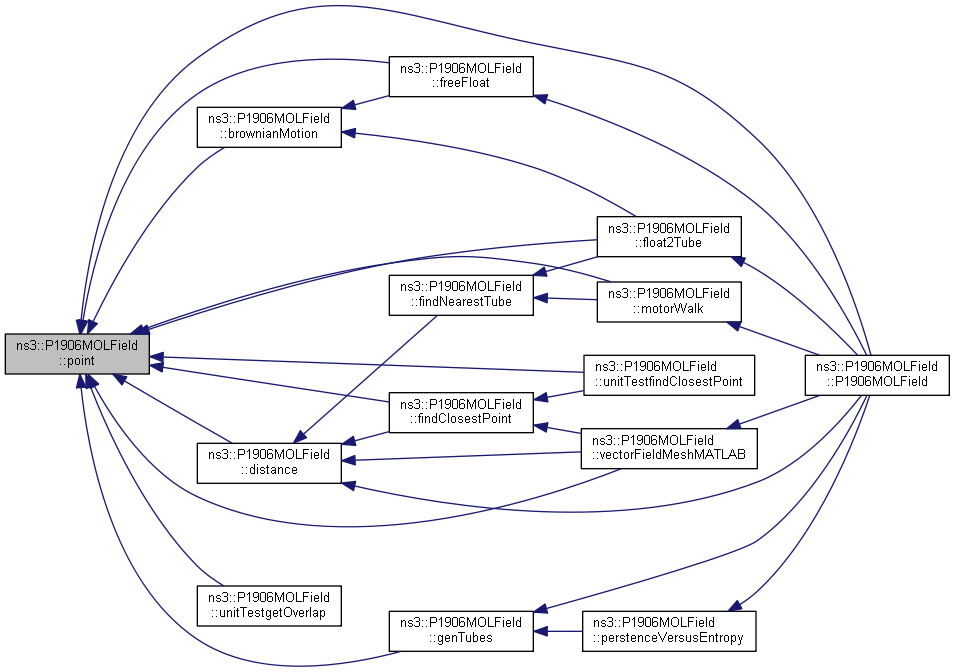 ns3::P1906MOLField
::freeFloat
ns3::P1906MOLField
::brownianMotion
ns3::P1906MOLField
::float2Tube
ns3::P1906MOLField
::findNearestTube
ns3::P1906MOLField
::motorWalk
ns3::P1906MOLField
::point
ns3::P1906MOLField
::unitTestfindClosestPoint
ns3::P1906MOLField
::P1906MOLField
ns3::P1906MOLField
::findClosestPoint
ns3::P1906MOLField
::vectorFieldMeshMATLAB
ns3::P1906MOLField
::distance
ns3::P1906MOLField
::unitTestgetOverlap
ns3::P1906MOLField
::genTubes
ns3::P1906MOLField
::perstenceVersusEntropy